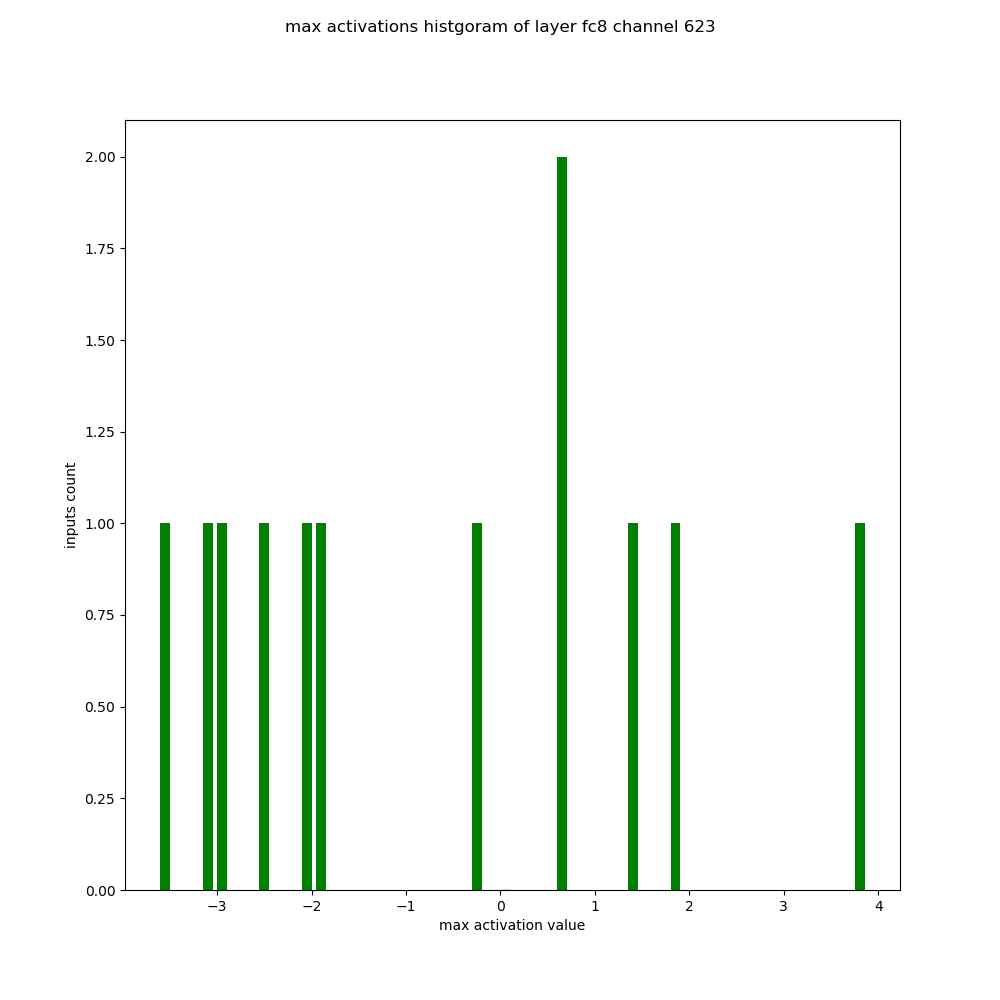 max activations histgoram of layer fc8 channel 623
2.00
1.75
1.50
1.25
1.00
0.75
0.50
0.25
0.00
inputs count
−3 −2 −1 0 1 2 3 4
max activation value